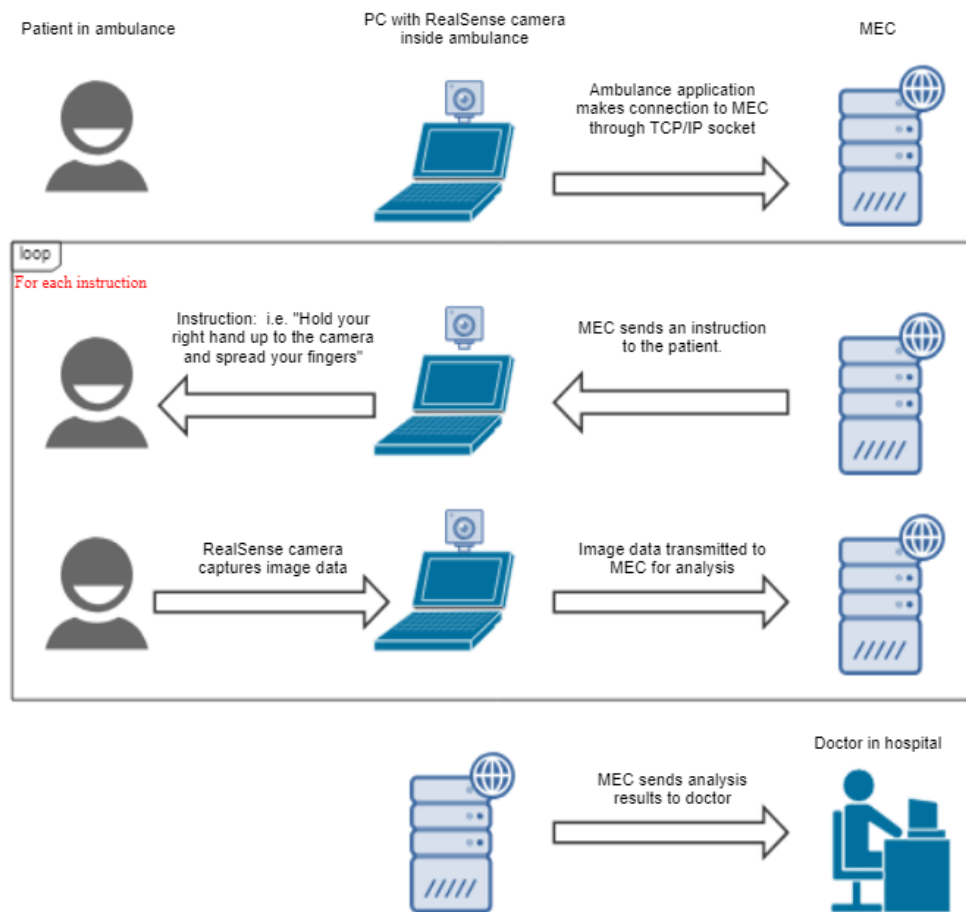 Patient in ambulance
PC with RealSense camera
inside ambulance
MEC
Ambulance application
makes connection to MEC
through TCP/IP socket
loop
For each instruction
Instruction: i.e. "Hold your
right hand up to the camera
and spread your fingers"
MEC sends an instruction
to the patient.
RealSense camera
captures image data
Image data transmitted to
MEC for analysis
Doctor in hospital
MEC sends analysis
results to doctor